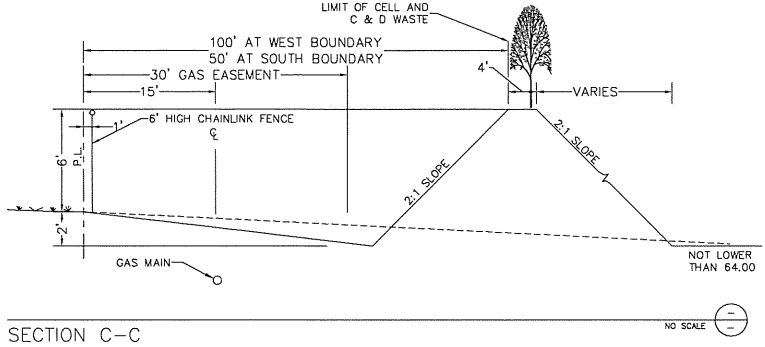 LIMIT OF CELL AND
C & D WASTE
100' AT WEST BOUNDARY
50' AT SOUTH BOUNDARY
30' GAS EASEMENT
15'
4'
VARIES
1'
6' HIGH CHAINLINK FENCE
℄
6'
P.L.
2:1 SLOPE
2:1 SLOPE
2'
GAS MAIN
NOT LOWER
THAN 64.00
NO SCALE
–
–
SECTION C-C